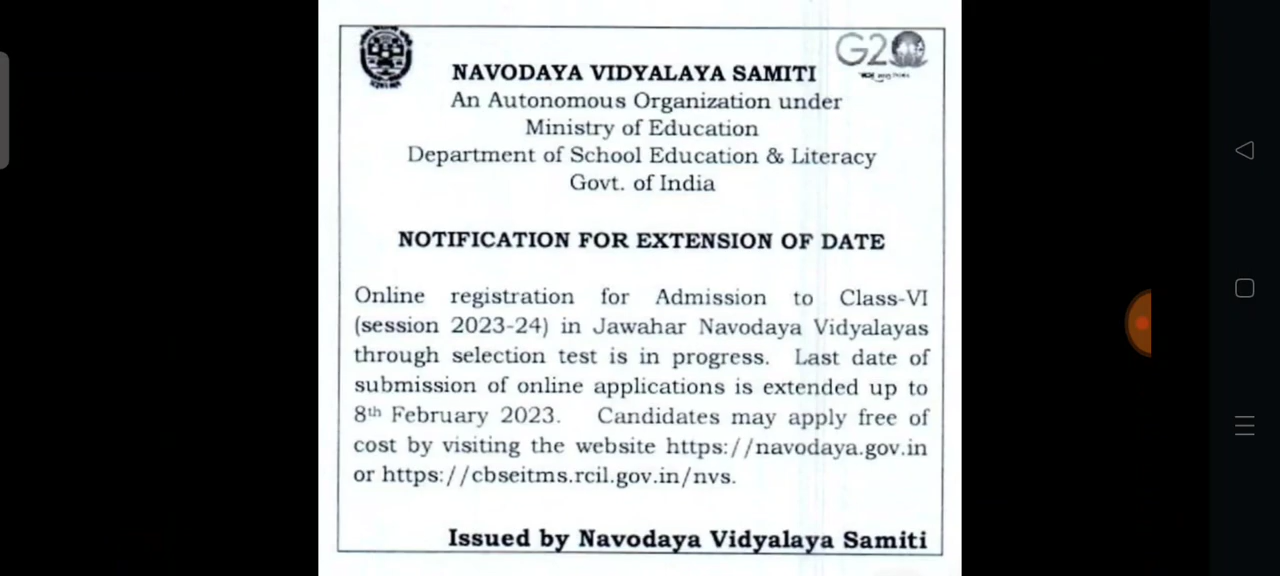 G20
NAVODAYA VIDYALAYA SAMITI
An Autonomous Organization under
Ministry of Education
Department of School Education & Literacy
Govt. of India
NOTIFICATION FOR EXTENSION OF DATE
Online registration for Admission to Class-VI
(session 2023-24) in Jawahar Navodaya Vidyalayas
through selection test is in progress. Last date of
submission of online applications is extended up to
8th February 2023. Candidates may apply free of
cost by visiting the website https://navodaya.gov.in
or https://cbseitms.rcil.gov.in/nvs.
Issued by Navodaya Vidyalaya Samiti